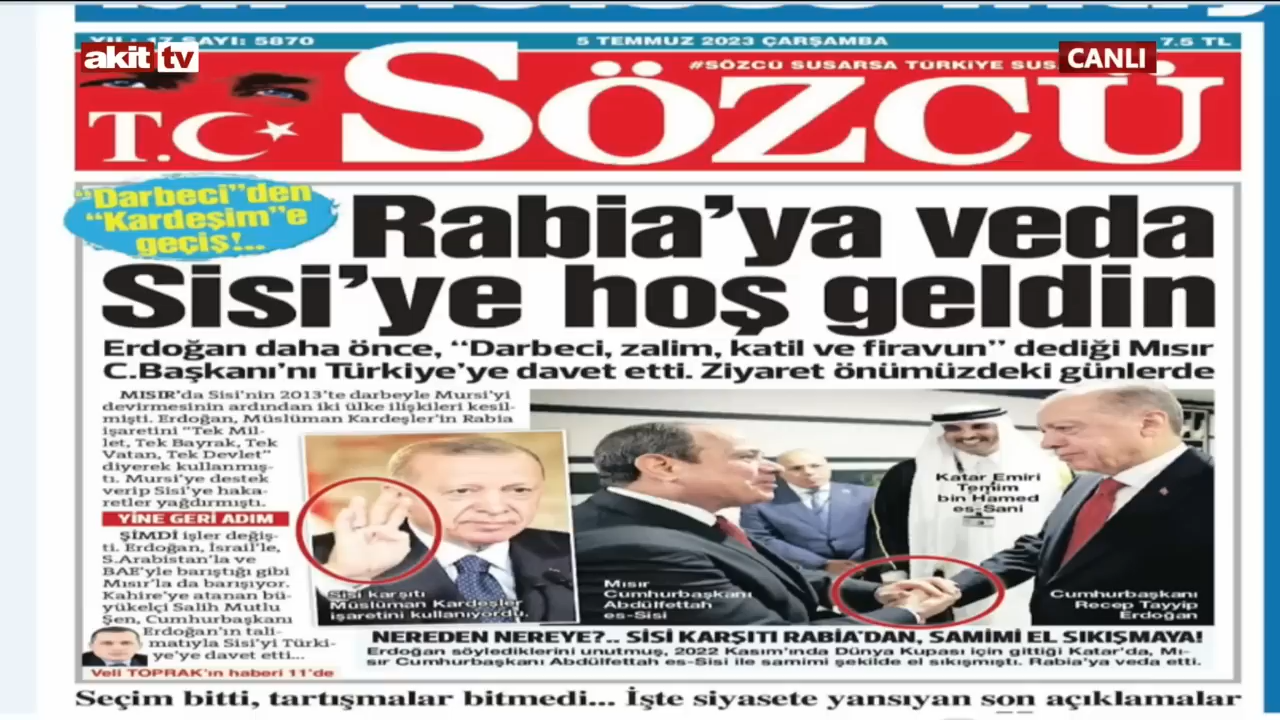 akit tv
CANLI
YIL: 17 SAYI: 5870
5 TEMMUZ 2023 ÇARŞAMBA
7.5 TL
#SÖZCÜ SUSARSA TÜRKİYE SUS
T.C
SÖZCÜ
"Darbeci"den
"Kardeşim"e
geçiş!..
Rabia'ya veda
Sisi'ye hoş geldin
Erdoğan daha önce, "Darbeci, zalim, katil ve firavun" dediği Mısır
C.Başkanı'nı Türkiye'ye davet etti. Ziyaret önümüzdeki günlerde
MISIR'da Sisi'nin 2013'te darbeyle Mursi'yi
devirmesinin ardından iki ülke ilişkileri kesil-
mişti. Erdoğan, Müslüman Kardeşler'in Rabia
işaretini "Tek Mil-
let, Tek Bayrak, Tek
Vatan, Tek Devlet"
diyerek kullanmış-
tı. Mursi'ye destek
verip Sisi'ye haka-
retler yağdırmıştı.
YİNE GERİ ADIM
ŞİMDİ işler değiş-
ti. Erdoğan, İsrail'le,
S.Arabistan'la ve
BAE'yle barıştığı gibi
Mısır'la da barışıyor.
Kahire'ye atanan bü-
yükelçi Salih Mutlu
Şen, Cumhurbaşkanı
Erdoğan'ın tali-
matıyla Sisi'yi Türki-
ye'ye davet etti...
Veli TOPRAK'ın haberi 11'de
Sisi karşıtı
Müslüman Kardeşler
işaretini kullanıyordu.
Mısır
Cumhurbaşkanı
Abdülfettah
es-Sisi
Katar Emiri
Temim
bin Hamed
es-Sani
Cumhurbaşkanı
Recep Tayyip
Erdoğan
NEREDEN NEREYE?.. SİSİ KARŞITI RABİA'DAN, SAMİMİ EL SIKIŞMAYA!
Erdoğan söylediklerini unutmuş, 2022 Kasım'ında Dünya Kupası için gittiği Katar'da, Mı-
sır Cumhurbaşkanı Abdülfettah es-Sisi ile samimi şekilde el sıkışmıştı. Rabia'ya veda etti.
Seçim bitti, tartışmalar bitmedi... İşte siyasete yansıyan son açıklamalar